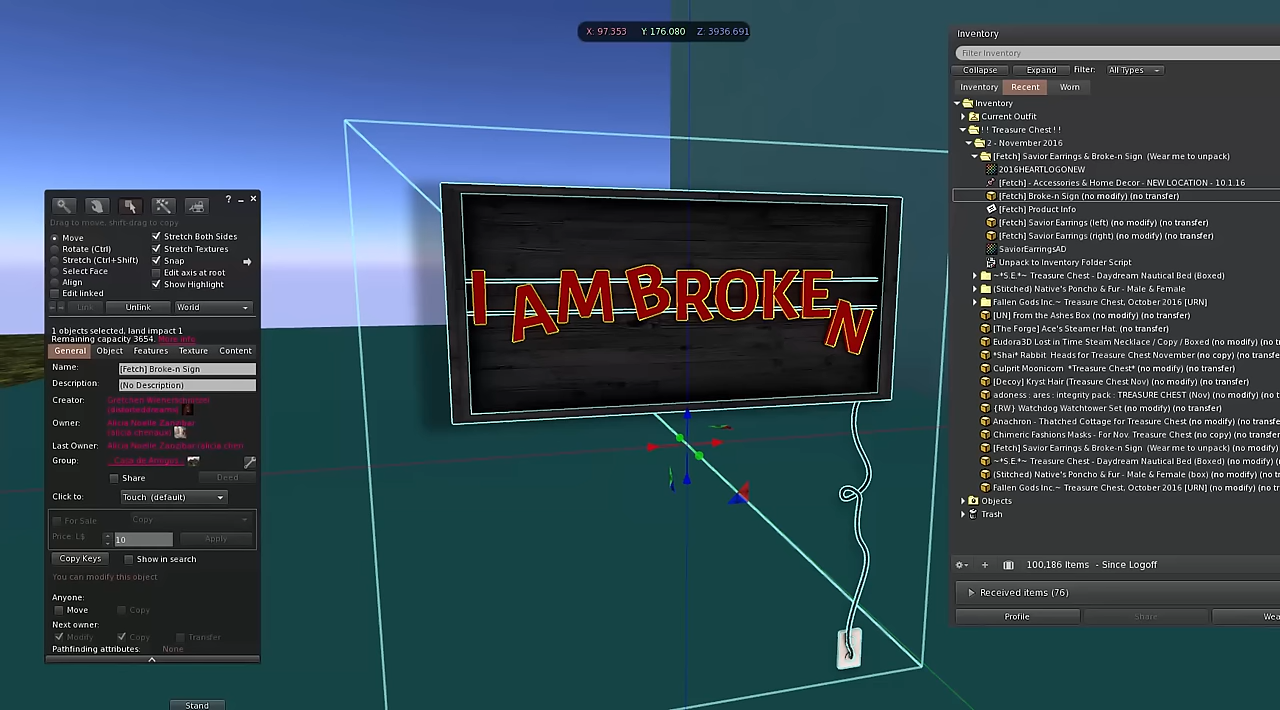 X: 97.353 Y: 176.080 Z: 3936.691
Inventory
Filter Inventory
Collapse Expand Filter: All Types
Inventory Recent Worn
Inventory
Current Outfit
! ! Treasure Chest ! !
2 - November 2016
[Fetch] Savior Earrings & Broke-n Sign (Wear me to unpack)
2016HEARTLOGONEW
[Fetch] - Accessories & Home Decor - NEW LOCATION - 10.1.16
[Fetch] Broke-n Sign (no modify) (no transfer)
[Fetch] Product Info
[Fetch] Savior Earrings (left) (no modify) (no transfer)
[Fetch] Savior Earrings (right) (no modify) (no transfer)
SaviorEarringsAD
Unpack to Inventory Folder Script
~*S.E.*~ Treasure Chest - Daydream Nautical Bed (Boxed)
(Stitched) Native's Poncho & Fur - Male & Female
Fallen Gods Inc.~ Treasure Chest, October 2016 [URN]
[UN] From the Ashes Box (no modify) (no transfer)
[The Forge] Ace's Steamer Hat. (no modify) (no transfer)
Eudora3D Lost in Time Steam Necklace / Copy / Boxed (no modify) (no
*Shai* Rabbit Heads for Treasure Chest November (no copy) (no transfer)
Culprit Moonicorn *Treasure Chest* (no modify) (no transfer)
[Decoy] Kryst Hair (Treasure Chest Nov) (no modify) (no transfer)
adoness : ares : integrity pack : TREASURE CHEST (Nov) (no modify) (no
{RW} Watchdog Watchtower Set (no modify) (no transfer)
Anachron - Thatched Cottage for Treasure Chest (no modify) (no transfer)
Chimeric Fashions Masks - For Nov. Treasure Chest (no copy) (no transfer)
[Fetch] Savior Earrings & Broke-n Sign (Wear me to unpack) (no modify)
~*S.E.*~ Treasure Chest - Daydream Nautical Bed (Boxed) (no modify)
(Stitched) Native's Poncho & Fur - Male & Female (box) (no modify) (no
Fallen Gods Inc.~ Treasure Chest, October 2016 [URN] (no modify) (no
Objects
Trash
100,186 Items - Since Logoff
Received items (76)
Profile Share Wea
I AM BROKEN
? _ ×
Drag to move, shift-drag to copy
Move
Rotate (Ctrl)
Stretch (Ctrl+Shift)
Select Face
Align
Edit linked
Stretch Both Sides
Stretch Textures
Snap
Edit axis at root
Show Highlight
Link Unlink World
1 objects selected, land impact 1
Remaining capacity 3654. More info
General Object Features Texture Content
Name: [Fetch] Broke-n Sign
Description: (No Description)
Creator:
Owner:
Last Owner:
Group:
Share Deed
Click to: Touch (default)
For Sale Copy
Price: L$ 10 Apply
Copy Keys Show in search
You can modify this object
Anyone:
Move Copy
Next owner:
Modify Copy Transfer
Pathfinding attributes: None
Stand